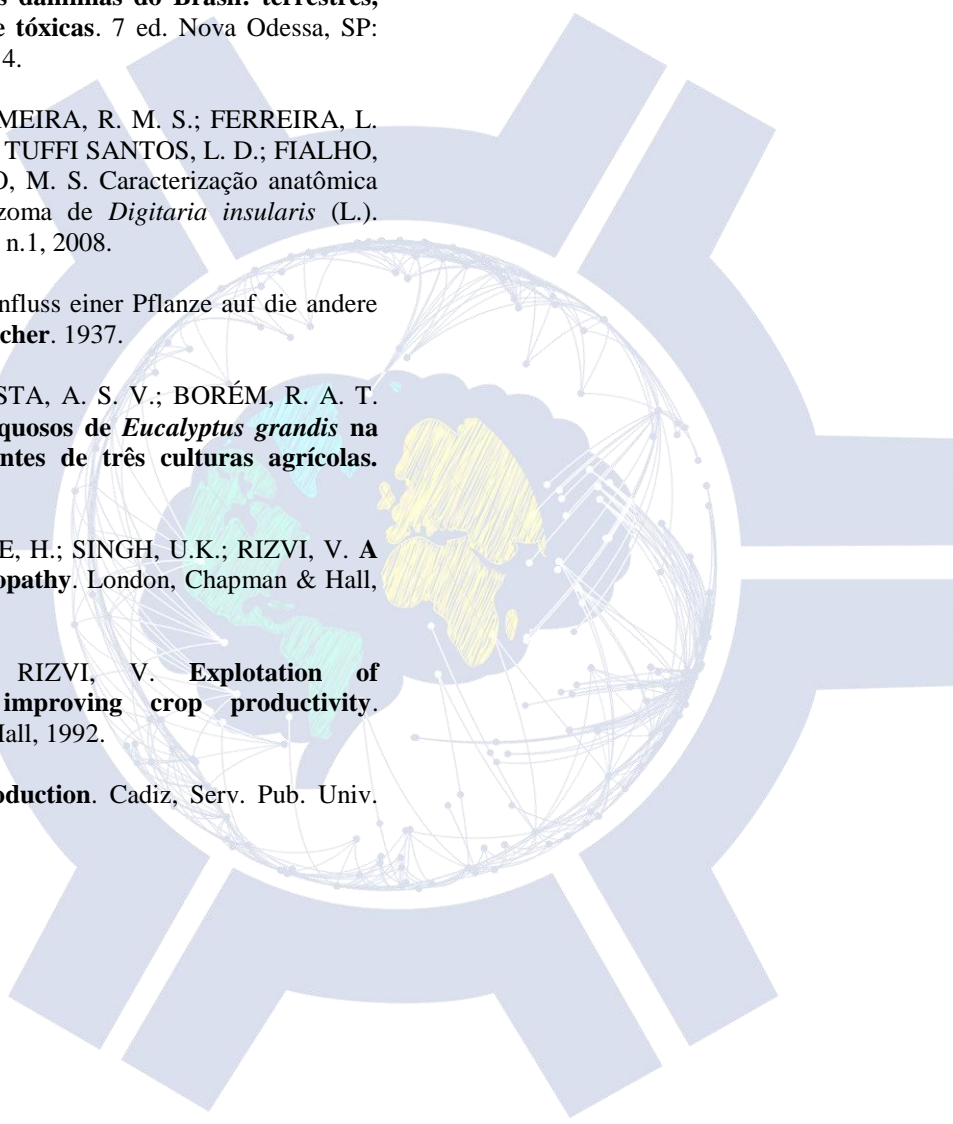 s daninhas do Brasil: terrestres,
e tóxicas. 7 ed. Nova Odessa, SP:
4.
MEIRA, R. M. S.; FERREIRA, L.
TUFFI SANTOS, L. D.; FIALHO,
O, M. S. Caracterização anatômica
zoma de Digitaria insularis (L.).
n.1, 2008.
nfluss einer Pflanze auf die andere
cher. 1937.
STA, A. S. V.; BORÉM, R. A. T.
quosos de Eucalyptus grandis na
ntes de três culturas agrícolas.
E, H.; SINGH, U.K.; RIZVI, V. A
opathy. London, Chapman & Hall,
RIZVI, V. Explotation of
improving crop productivity.
Hall, 1992.
oduction. Cadiz, Serv. Pub. Univ.